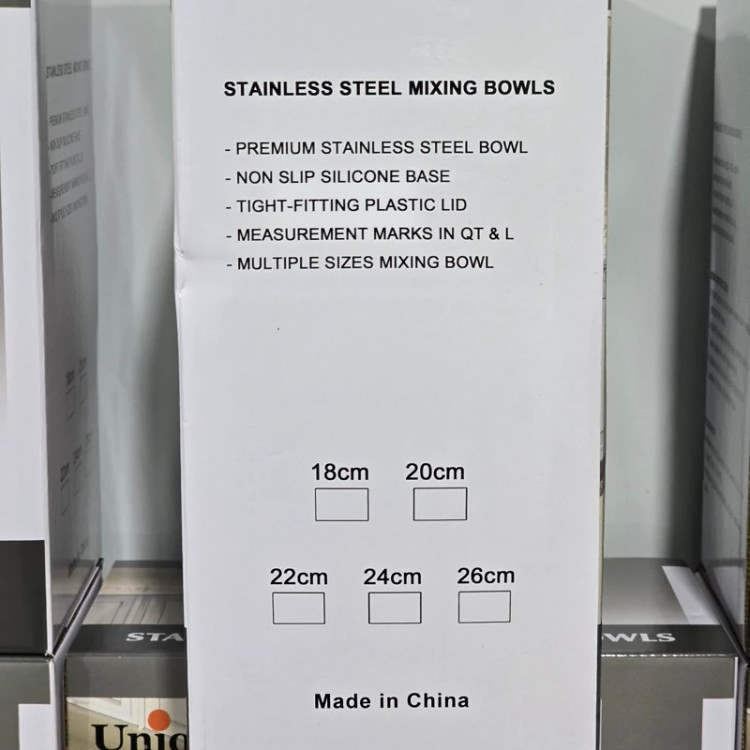 STAINLESS STEEL MIXING BOWLS
- PREMIUM STAINLESS STEEL BOWL
- NON SLIP SILICONE BASE
- TIGHT-FITTING PLASTIC LID
- MEASUREMENT MARKS IN QT & L
- MULTIPLE SIZES MIXING BOWL
18cm 20cm
22cm 24cm 26cm
Made in China